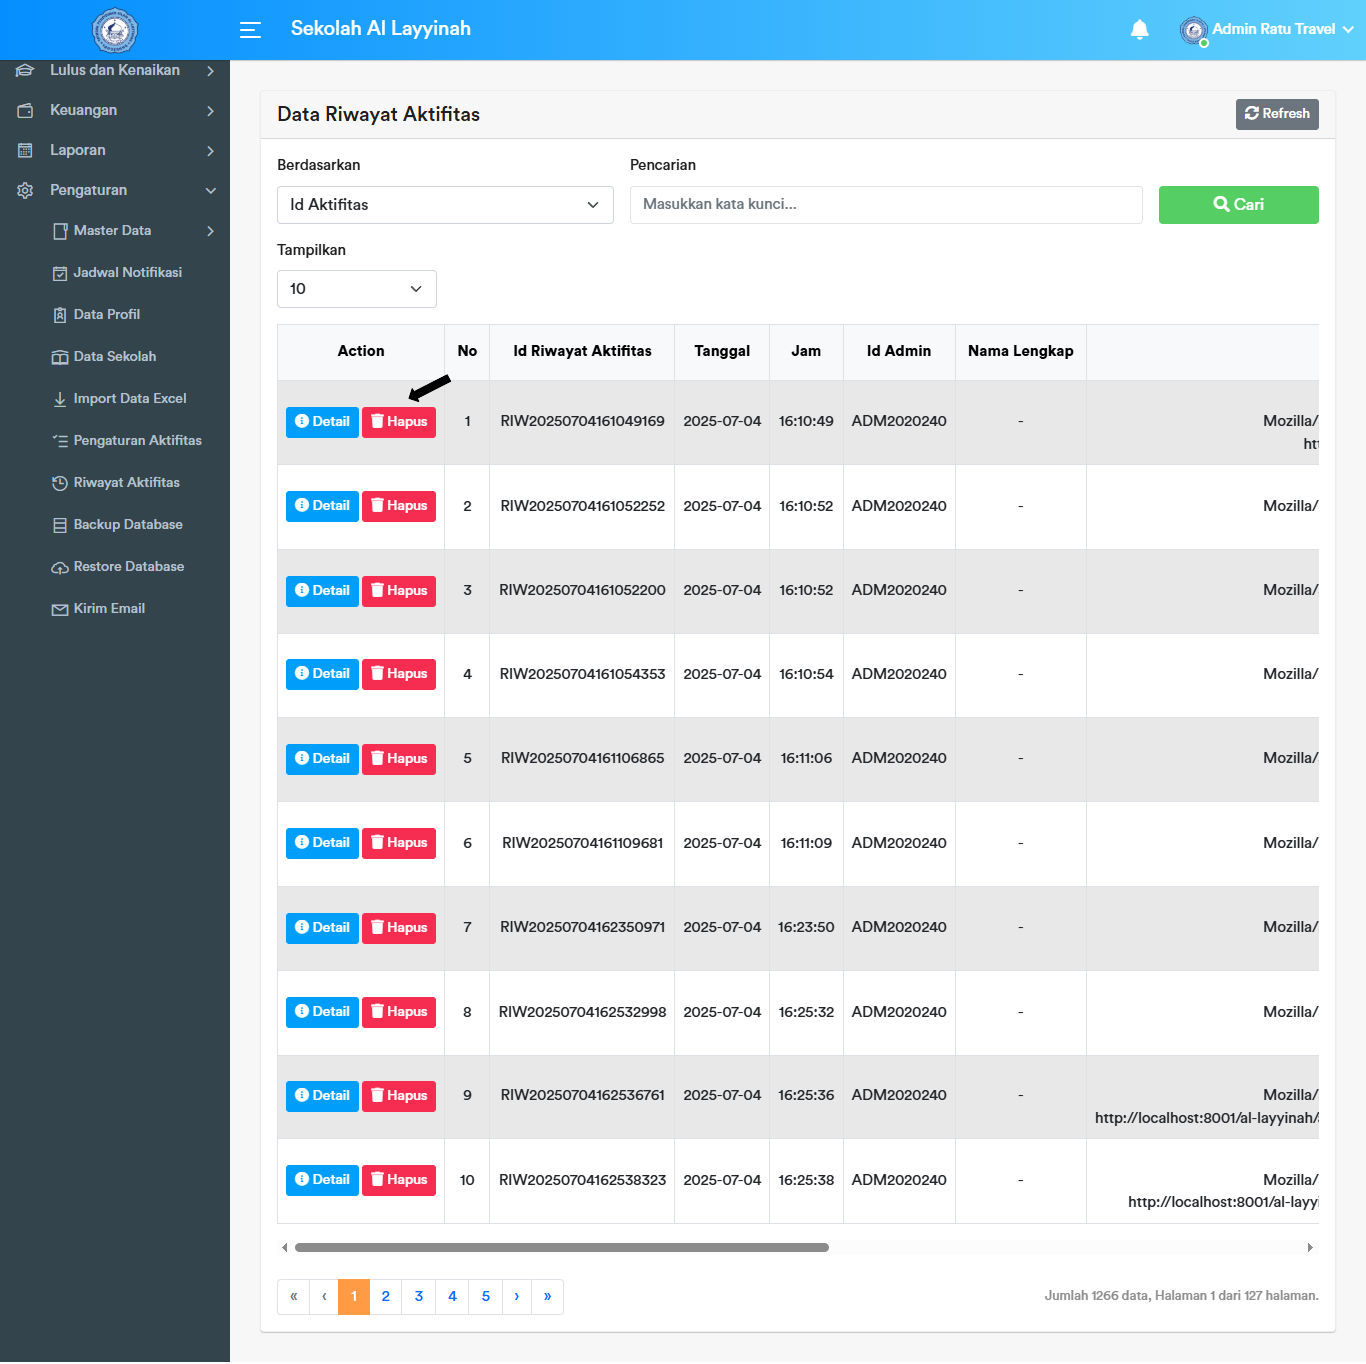 Sekolah Al Layyinah
Admin Ratu Travel
Lulus dan Kenaikan
Keuangan
Laporan
Pengaturan
Master Data
Jadwal Notifikasi
Data Profil
Data Sekolah
Import Data Excel
Pengaturan Aktifitas
Riwayat Aktifitas
Backup Database
Restore Database
Kirim Email
Data Riwayat Aktifitas
Refresh
Berdasarkan
Pencarian
Id Aktifitas
Masukkan kata kunci...
Cari
Tampilkan
10
Action No Id Riwayat Aktifitas Tanggal Jam Id Admin Nama Lengkap
Detail Hapus 1 RIW20250704161049169 2025-07-04 16:10:49 ADM2020240 - Mozilla/
htt
Detail Hapus 2 RIW20250704161052252 2025-07-04 16:10:52 ADM2020240 - Mozilla/
Detail Hapus 3 RIW20250704161052200 2025-07-04 16:10:52 ADM2020240 - Mozilla/
Detail Hapus 4 RIW20250704161054353 2025-07-04 16:10:54 ADM2020240 - Mozilla/
Detail Hapus 5 RIW20250704161106865 2025-07-04 16:11:06 ADM2020240 - Mozilla/
Detail Hapus 6 RIW20250704161109681 2025-07-04 16:11:09 ADM2020240 - Mozilla/
Detail Hapus 7 RIW20250704162350971 2025-07-04 16:23:50 ADM2020240 - Mozilla/
Detail Hapus 8 RIW20250704162532998 2025-07-04 16:25:32 ADM2020240 - Mozilla/
Detail Hapus 9 RIW20250704162536761 2025-07-04 16:25:36 ADM2020240 - Mozilla/
http://localhost:8001/al-layyinah/
Detail Hapus 10 RIW20250704162538323 2025-07-04 16:25:38 ADM2020240 - Mozilla/
http://localhost:8001/al-layyi
« ‹ 1 2 3 4 5 › »
Jumlah 1266 data, Halaman 1 dari 127 halaman.